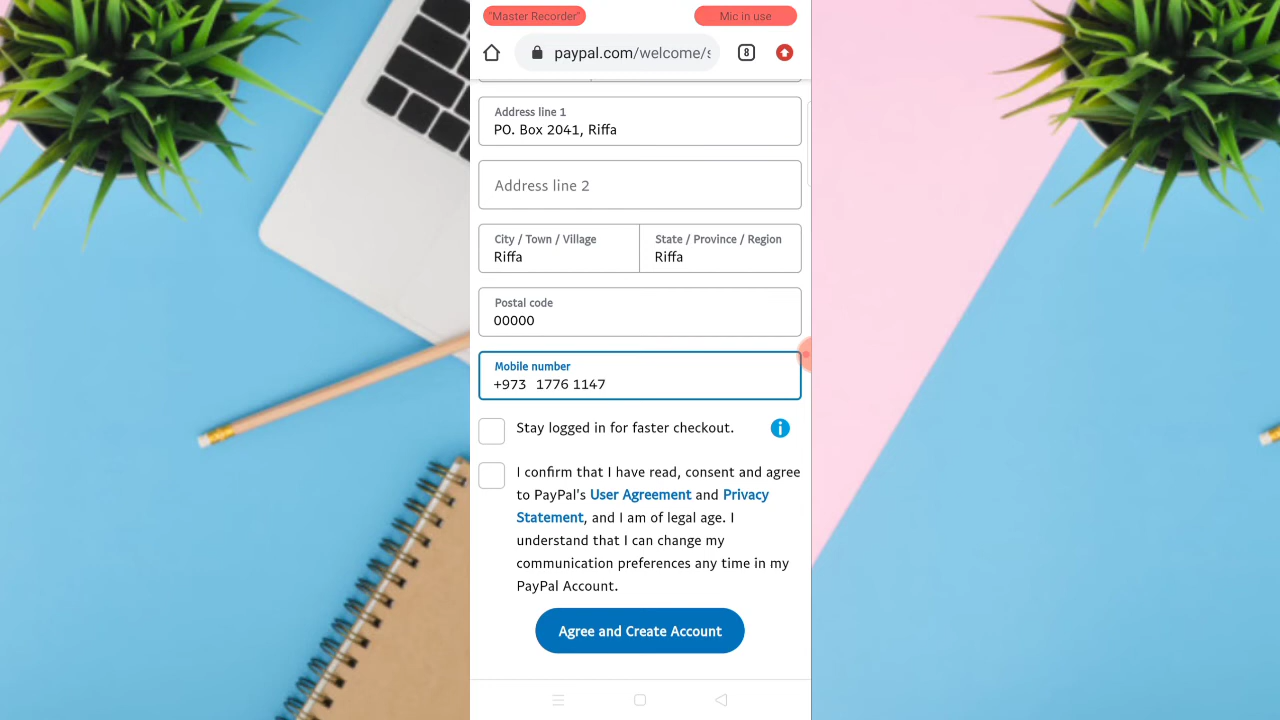 "Master Recorder"
Mic in use
paypal.com/welcome/s
8
Address line 1
PO. Box 2041, Riffa
Address line 2
City / Town / Village
Riffa
State / Province / Region
Riffa
Postal code
00000
Mobile number
+973 1776 1147
Stay logged in for faster checkout.
i
I confirm that I have read, consent and agree
to PayPal's User Agreement and Privacy
Statement, and I am of legal age. I
understand that I can change my
communication preferences any time in my
PayPal Account.
Agree and Create Account